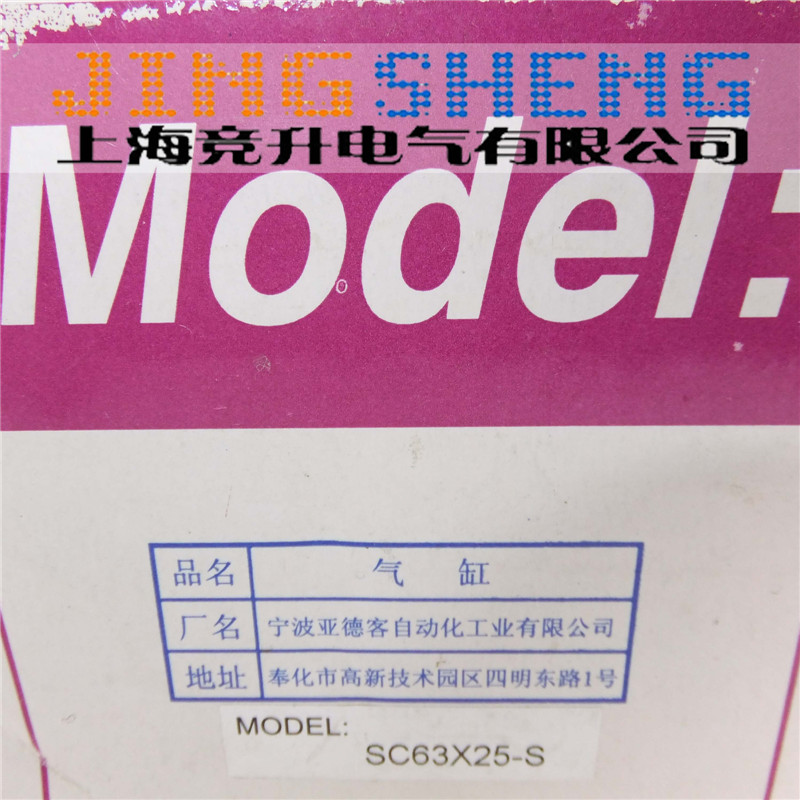 JINGSHENG
上海竞升电气有限公司
Model:
品名 气 缸
厂名 宁波亚德客自动化工业有限公司
地址 奉化市高新技术园区四明东路1号
MODEL:
SC63X25-S